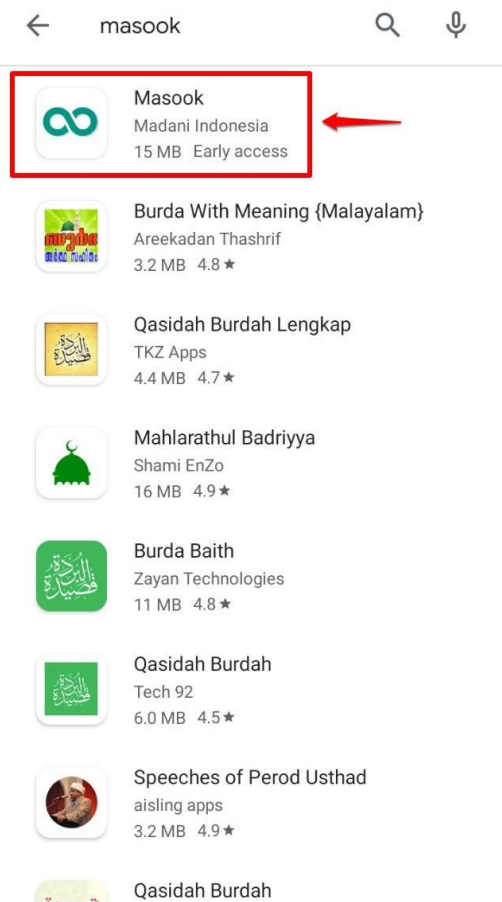 masook
Masook
Madani Indonesia
15 MB Early access
Burda With Meaning {Malayalam}
Areekadan Thashrif
3.2 MB 4.8 ★
Qasidah Burdah Lengkap
TKZ Apps
4.4 MB 4.7 ★
Mahlarathul Badriyya
Shami EnZo
16 MB 4.9 ★
Burda Baith
Zayan Technologies
11 MB 4.8 ★
Qasidah Burdah
Tech 92
6.0 MB 4.5 ★
Speeches of Perod Usthad
aisling apps
3.2 MB 4.9 ★
Qasidah Burdah